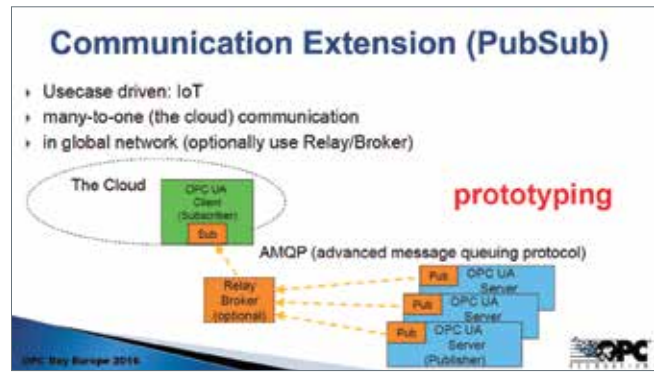 Communication Extension (PubSub)
Usecase driven: IoT
many-to-one (the cloud) communication
in global network (optionally use Relay/Broker)
The Cloud
OPC UA
Client
(Subscriber)
Sub
prototyping
AMQP (advanced message queuing protocol)
Relay
Broker
(optional)
Pub
OPC UA
Server
Pub
OPC UA
Server
Pub
OPC UA
Server
(Publisher)
OPC Day Europe 2016
OPC
FOUNDATION